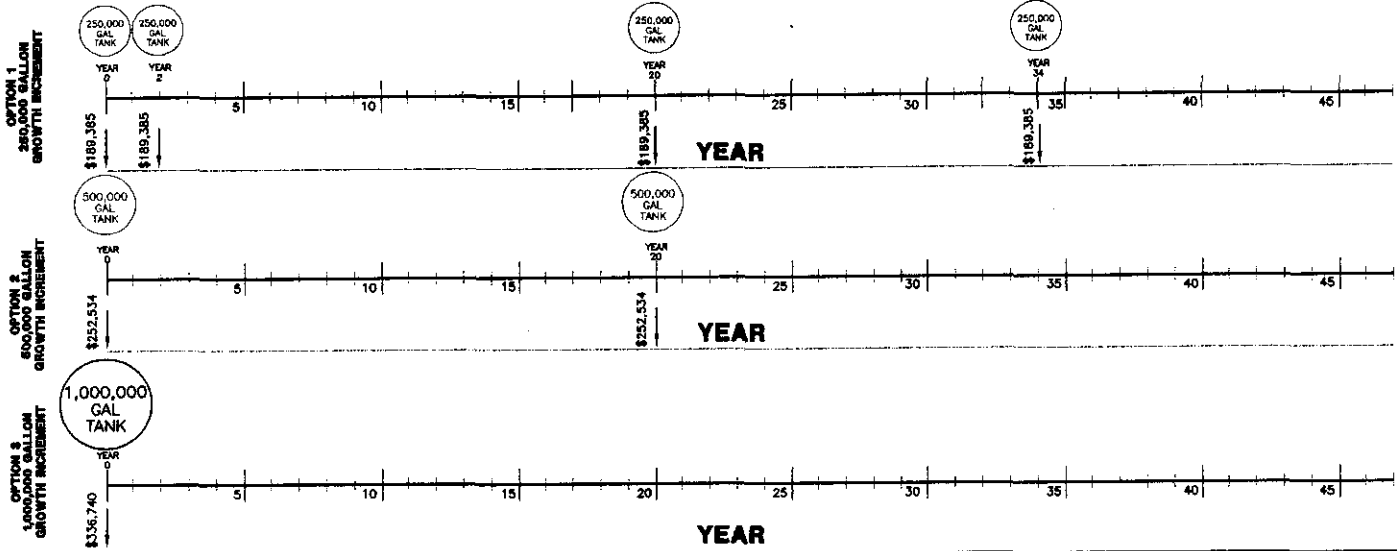 OPTION 1
250,000 GALLON
GROWTH INCREMENT
250,000
GAL
TANK
250,000
GAL
TANK
250,000
GAL
TANK
250,000
GAL
TANK
YEAR
0
YEAR
2
YEAR
20
YEAR
34
5 10 15 25 30 35 40 45
$189,385
$189,385
$189,385
$189,385
YEAR
OPTION 2
500,000 GALLON
GROWTH INCREMENT
500,000
GAL
TANK
500,000
GAL
TANK
YEAR
0
YEAR
20
5 10 15 20 25 30 35 40 45
$252,534
$252,534
YEAR
OPTION 3
1,000,000 GALLON
GROWTH INCREMENT
1,000,000
GAL
TANK
YEAR
0
5 10 15 20 25 30 35 40 45
$336,740
YEAR